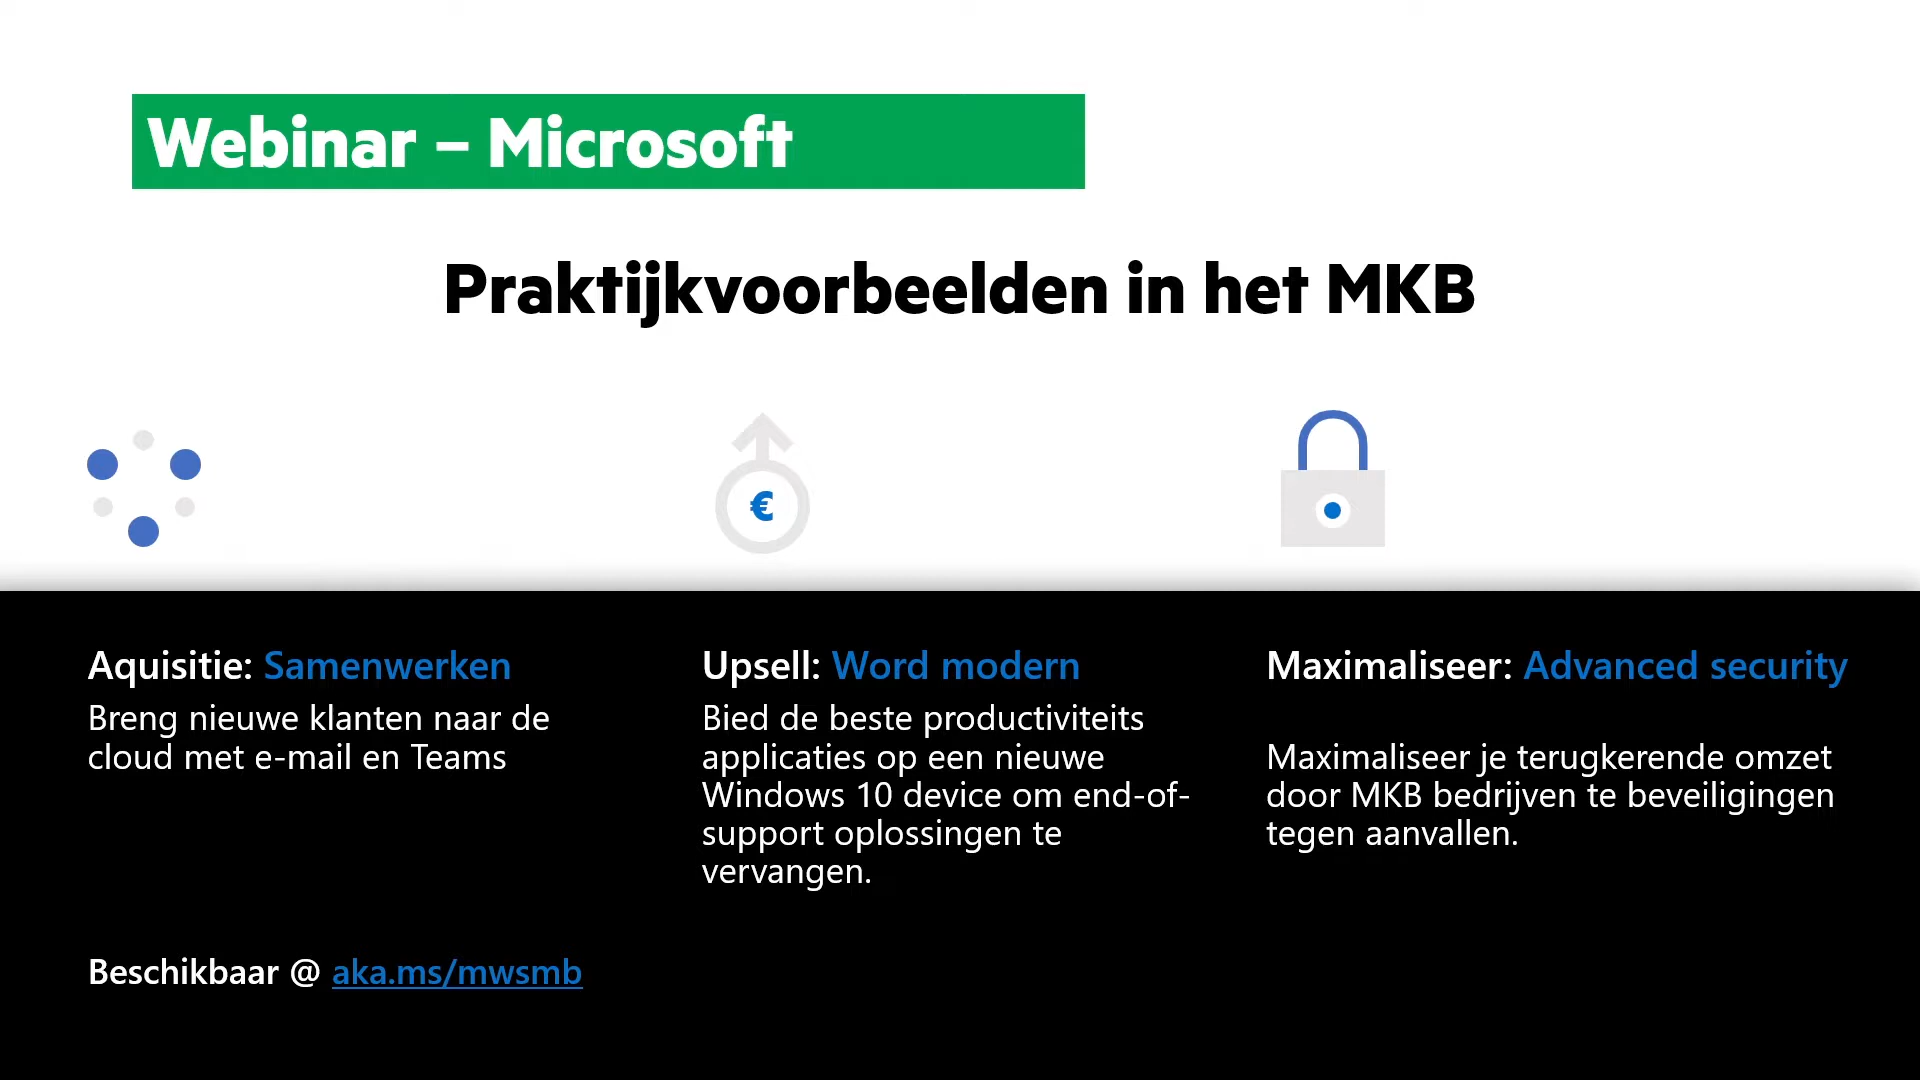 Webinar – Microsoft
Praktijkvoorbeelden in het MKB
€
Aquisitie: Samenwerken
Breng nieuwe klanten naar de
cloud met e-mail en Teams
Upsell: Word modern
Bied de beste productiviteits
applicaties op een nieuwe
Windows 10 device om end-of-
support oplossingen te
vervangen.
Maximaliseer: Advanced security
Maximaliseer je terugkerende omzet
door MKB bedrijven te beveiligingen
tegen aanvallen.
Beschikbaar @ aka.ms/mwsmb